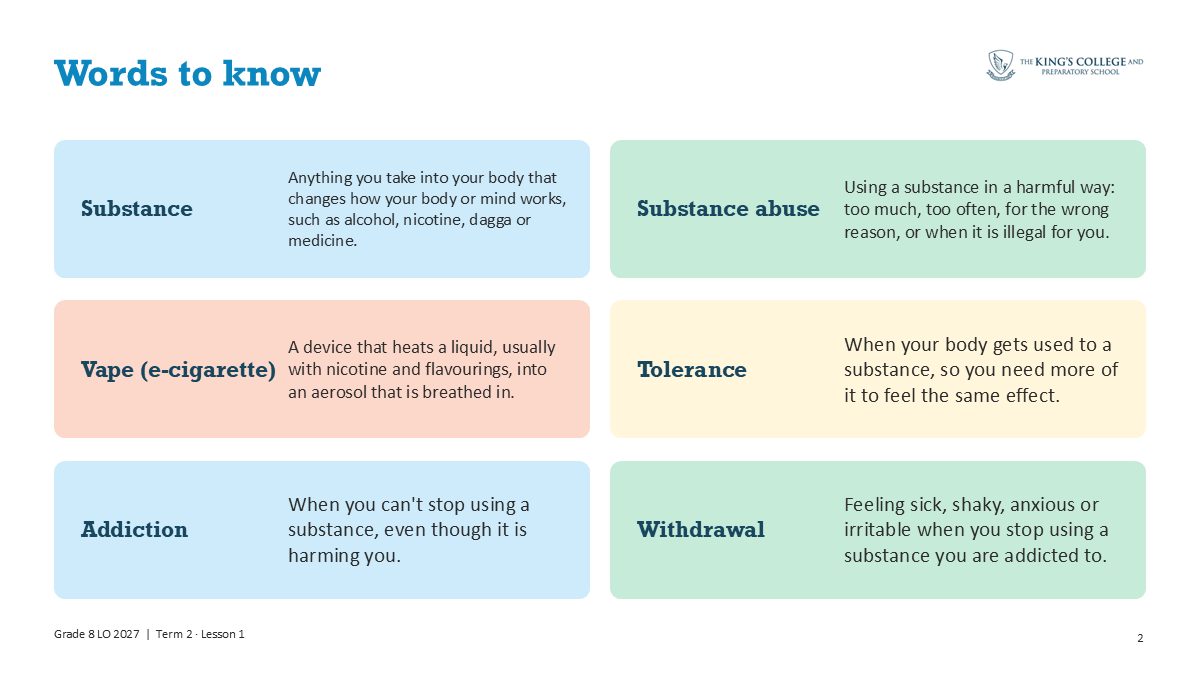 Words to know
THE KING'S COLLEGE AND
PREPARATORY SCHOOL
Substance
Anything you take into your body that
changes how your body or mind works,
such as alcohol, nicotine, dagga or
medicine.
Substance abuse
Using a substance in a harmful way:
too much, too often, for the wrong
reason, or when it is illegal for you.
Vape (e-cigarette)
A device that heats a liquid, usually
with nicotine and flavourings, into
an aerosol that is breathed in.
Tolerance
When your body gets used to a
substance, so you need more of
it to feel the same effect.
Addiction
When you can't stop using a
substance, even though it is
harming you.
Withdrawal
Feeling sick, shaky, anxious or
irritable when you stop using a
substance you are addicted to.
Grade 8 LO 2027 | Term 2 · Lesson 1
2